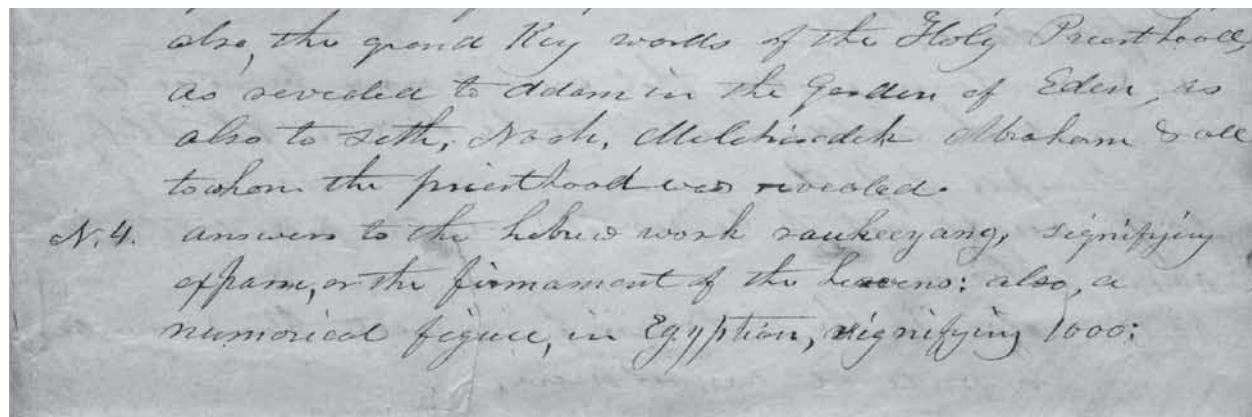 also, the grand Key words of the Holy Priesthood,
as revealed to Adam in the Garden of Eden, as
also to Seth, Noah, Melchisedek Abraham & all
to whom the priesthood was revealed.
N. 4. answers to the hebrew work raukeeyang, signifying
expans, or the firmament of the heavens: also, a
numerical figure, in Egyptian, signifying 1000: